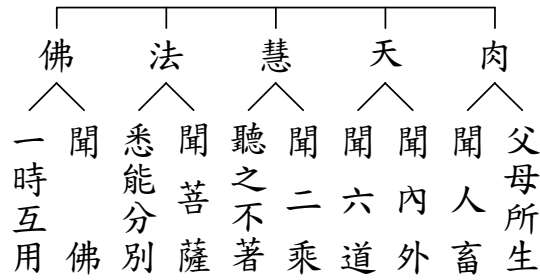 肉
天
慧
法
佛
父母所生
聞人畜
聞內外
聞六道
聞二乘
聽之不著
聞菩薩
悉能分別
聞佛
一時互用